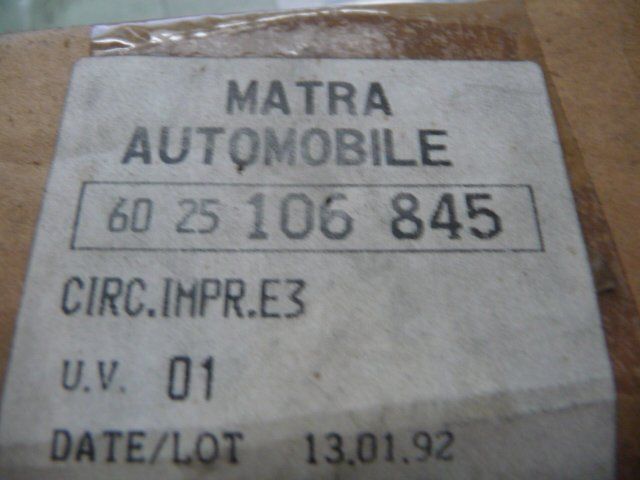 MATRA
AUTOMOBILE
60 25 106 845
CIRC.IMPR.E3
U.V. 01
DATE/LOT 13.01.92